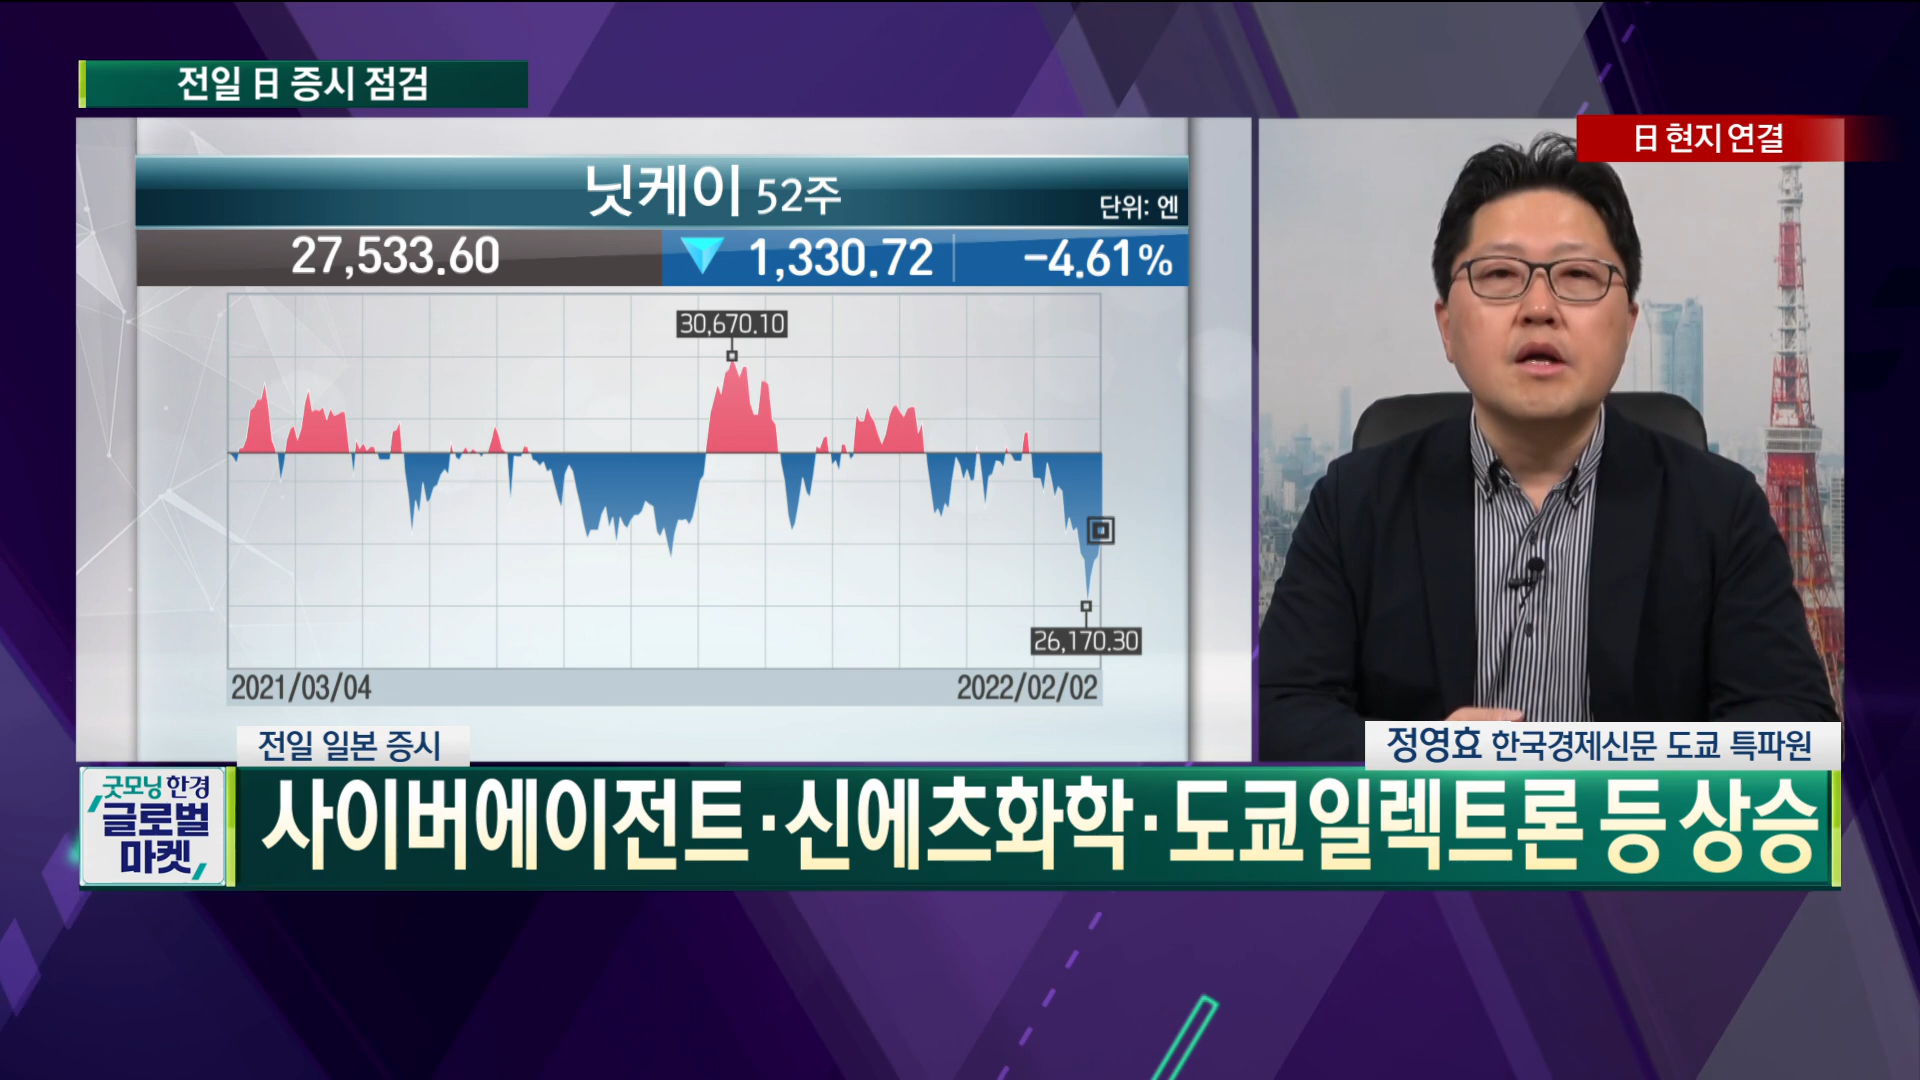 전일 日 증시 점검
日 현지 연결
닛케이 52주
단위: 엔
27,533.60 1,330.72 -4.61%
30,670.10
26,170.30
2021/03/04 2022/02/02
전일 일본 증시
정영효 한국경제신문 도쿄 특파원
굿모닝 한경
글로벌
마켓
사이버에이전트·신에츠화학·도쿄일렉트론 등 상승